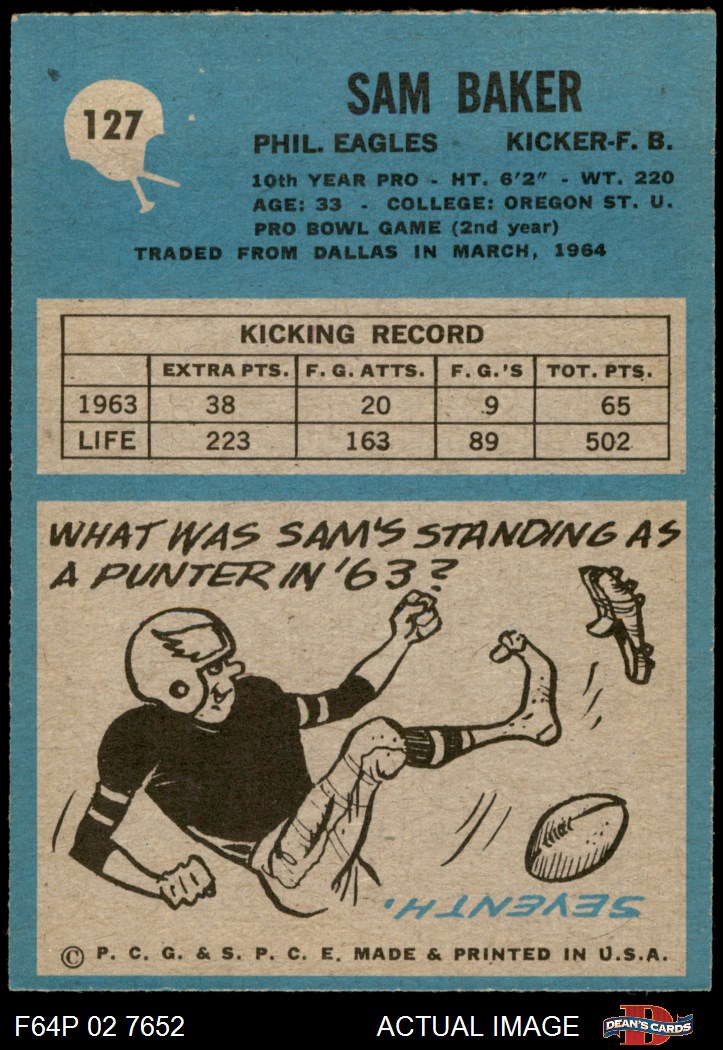 127
SAM BAKER
PHIL. EAGLES KICKER-F. B.
10th YEAR PRO - HT. 6'2" - WT. 220
AGE: 33 - COLLEGE: OREGON ST. U.
PRO BOWL GAME (2nd year)
TRADED FROM DALLAS IN MARCH, 1964
KICKING RECORD
EXTRA PTS. F. G. ATTS. F. G.'S TOT. PTS.
1963 38 20 9 65
LIFE 223 163 89 502
WHAT WAS SAM'S STANDING AS
A PUNTER IN '63?
SEVENTH.
© P. C. G. & S. P. C. E. MADE & PRINTED IN U.S.A.
F64P 02 7652 ACTUAL IMAGE
D
DEAN'S CARDS